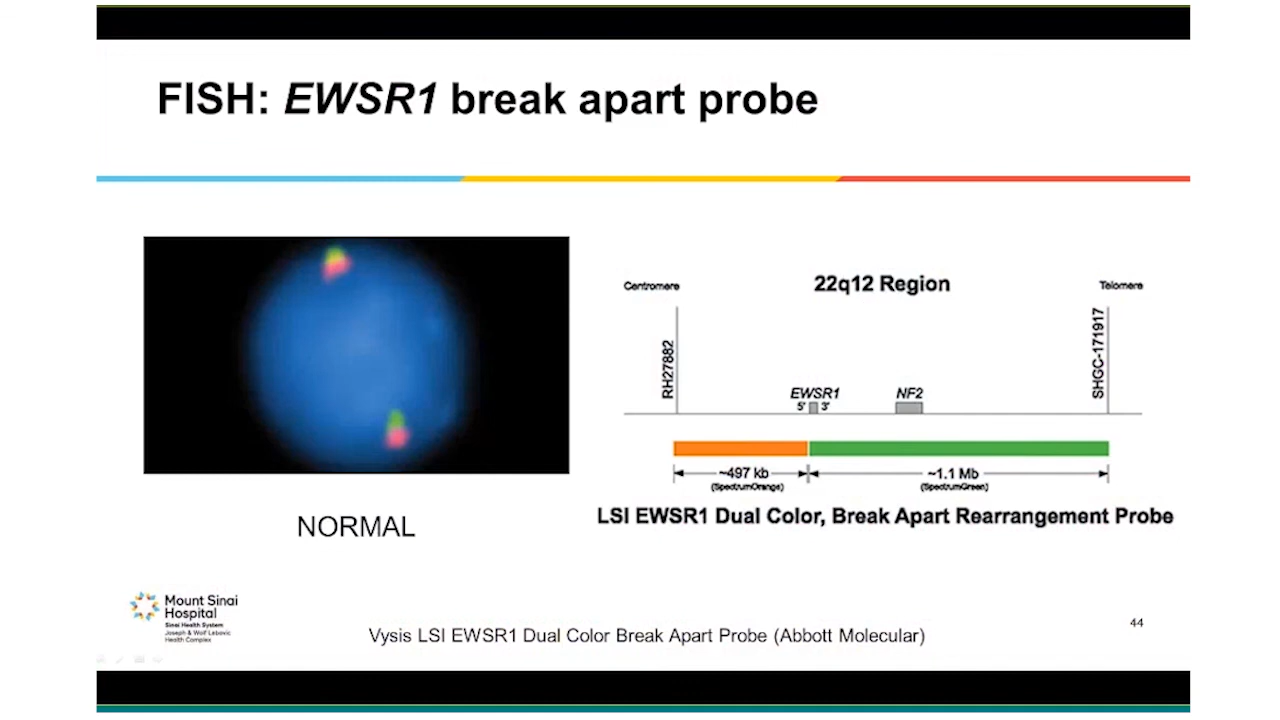 FISH: EWSR1 break apart probe
Centromere
22q12 Region
Telomere
RH27882
SHGC-171917
EWSR1
NF2
5' 3'
~497 kb
~1.1 Mb
(SpectrumOrange)
(SpectrumGreen)
LSI EWSR1 Dual Color, Break Apart Rearrangement Probe
NORMAL
Mount Sinai
Hospital
Sinai Health System
Joseph & Wolf Lebovic
Health Complex
Vysis LSI EWSR1 Dual Color Break Apart Probe (Abbott Molecular)
44